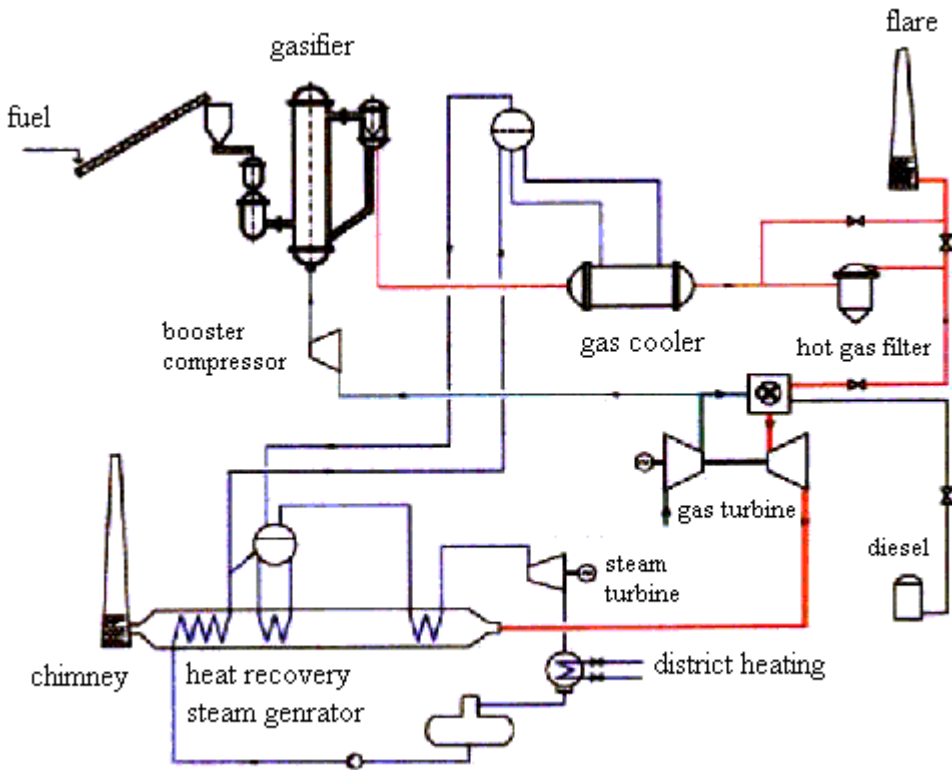 flare
gasifier
fuel
booster
compressor
gas cooler
hot gas filter
gas turbine
diesel
steam
turbine
chimney
heat recovery
steam genrator
district heating